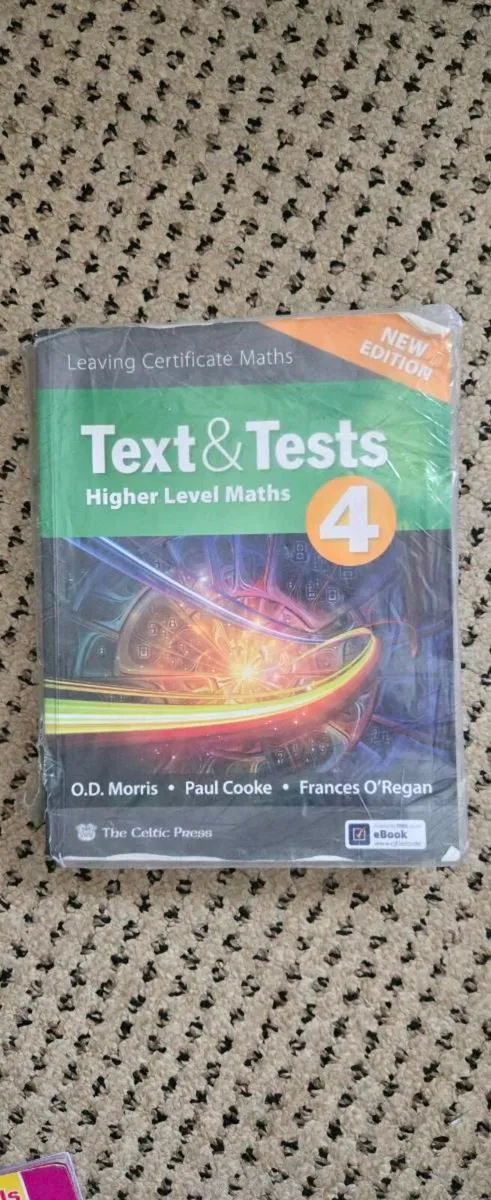 Leaving Certificate Maths
NEW
EDITION
Text & Tests
Higher Level Maths
4
O.D. Morris • Paul Cooke • Frances O'Regan
The Celtic Press
eBook
ls